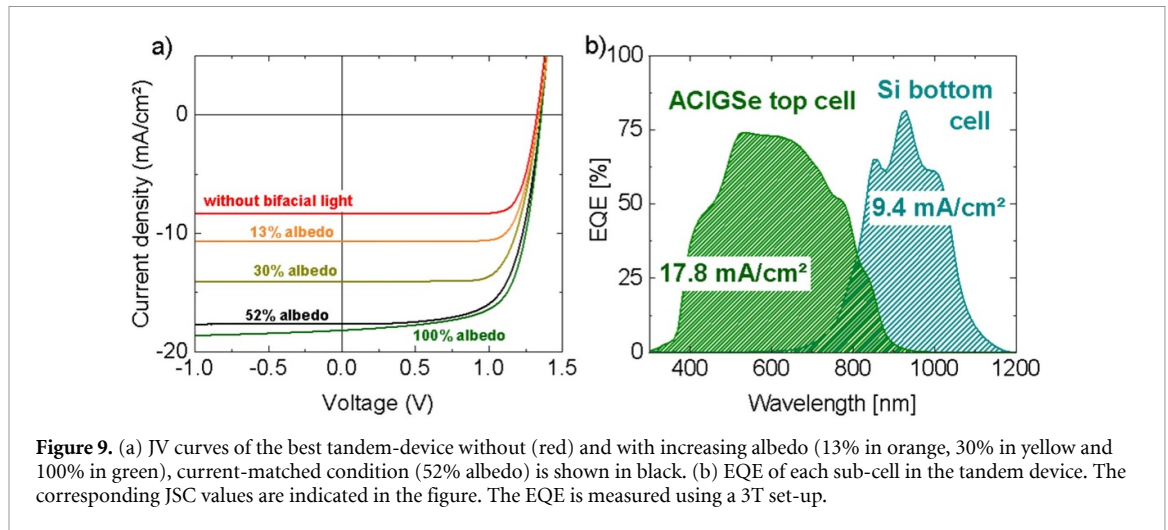 a)
Current density (mA/cm²)
0
-10
-20
without bifacial light
13% albedo
30% albedo
52% albedo
100% albedo
-1.0 -0.5 0.0 0.5 1.0 1.5
Voltage (V)
b)
EQE [%]
100
75
50
25
0
ACIGSe top cell
Si bottom
cell
9.4 mA/cm²
17.8 mA/cm²
400 600 800 1000 1200
Wavelength [nm]
Figure 9. (a) JV curves of the best tandem-device without (red) and with increasing albedo (13% in orange, 30% in yellow and
100% in green), current-matched condition (52% albedo) is shown in black. (b) EQE of each sub-cell in the tandem device. The
corresponding JSC values are indicated in the figure. The EQE is measured using a 3T set-up.